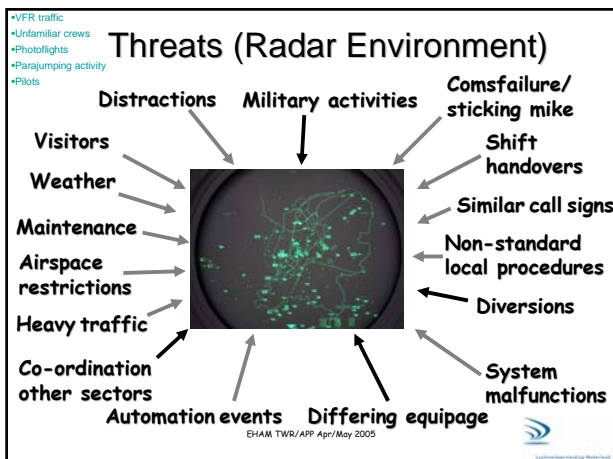 •VFR traffic
•Unfamiliar crews
•Photoflights
•Parajumping activity
•Pilots
Threats (Radar Environment)
Distractions
Military activities
Comsfailure/
sticking mike
Visitors
Shift
handovers
Weather
Similar call signs
Maintenance
Non-standard
local procedures
Airspace
restrictions
Diversions
Heavy traffic
Co-ordination
other sectors
System
malfunctions
Automation events
Differing equipage
EHAM TWR/APP Apr/May 2005